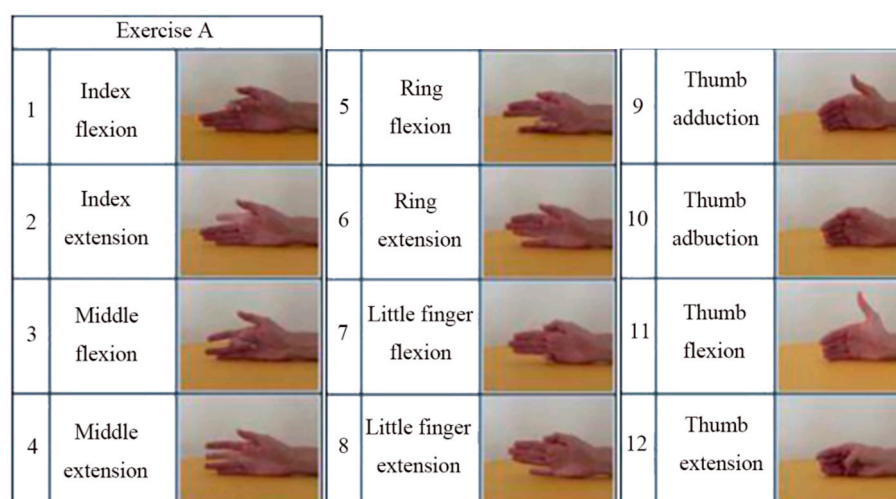 Exercise A
1 Index
flexion
2 Index
extension
3 Middle
flexion
4 Middle
extension
5 Ring
flexion
6 Ring
extension
7 Little finger
flexion
8 Little finger
extension
9 Thumb
adduction
10 Thumb
adbuction
11 Thumb
flexion
12 Thumb
extension